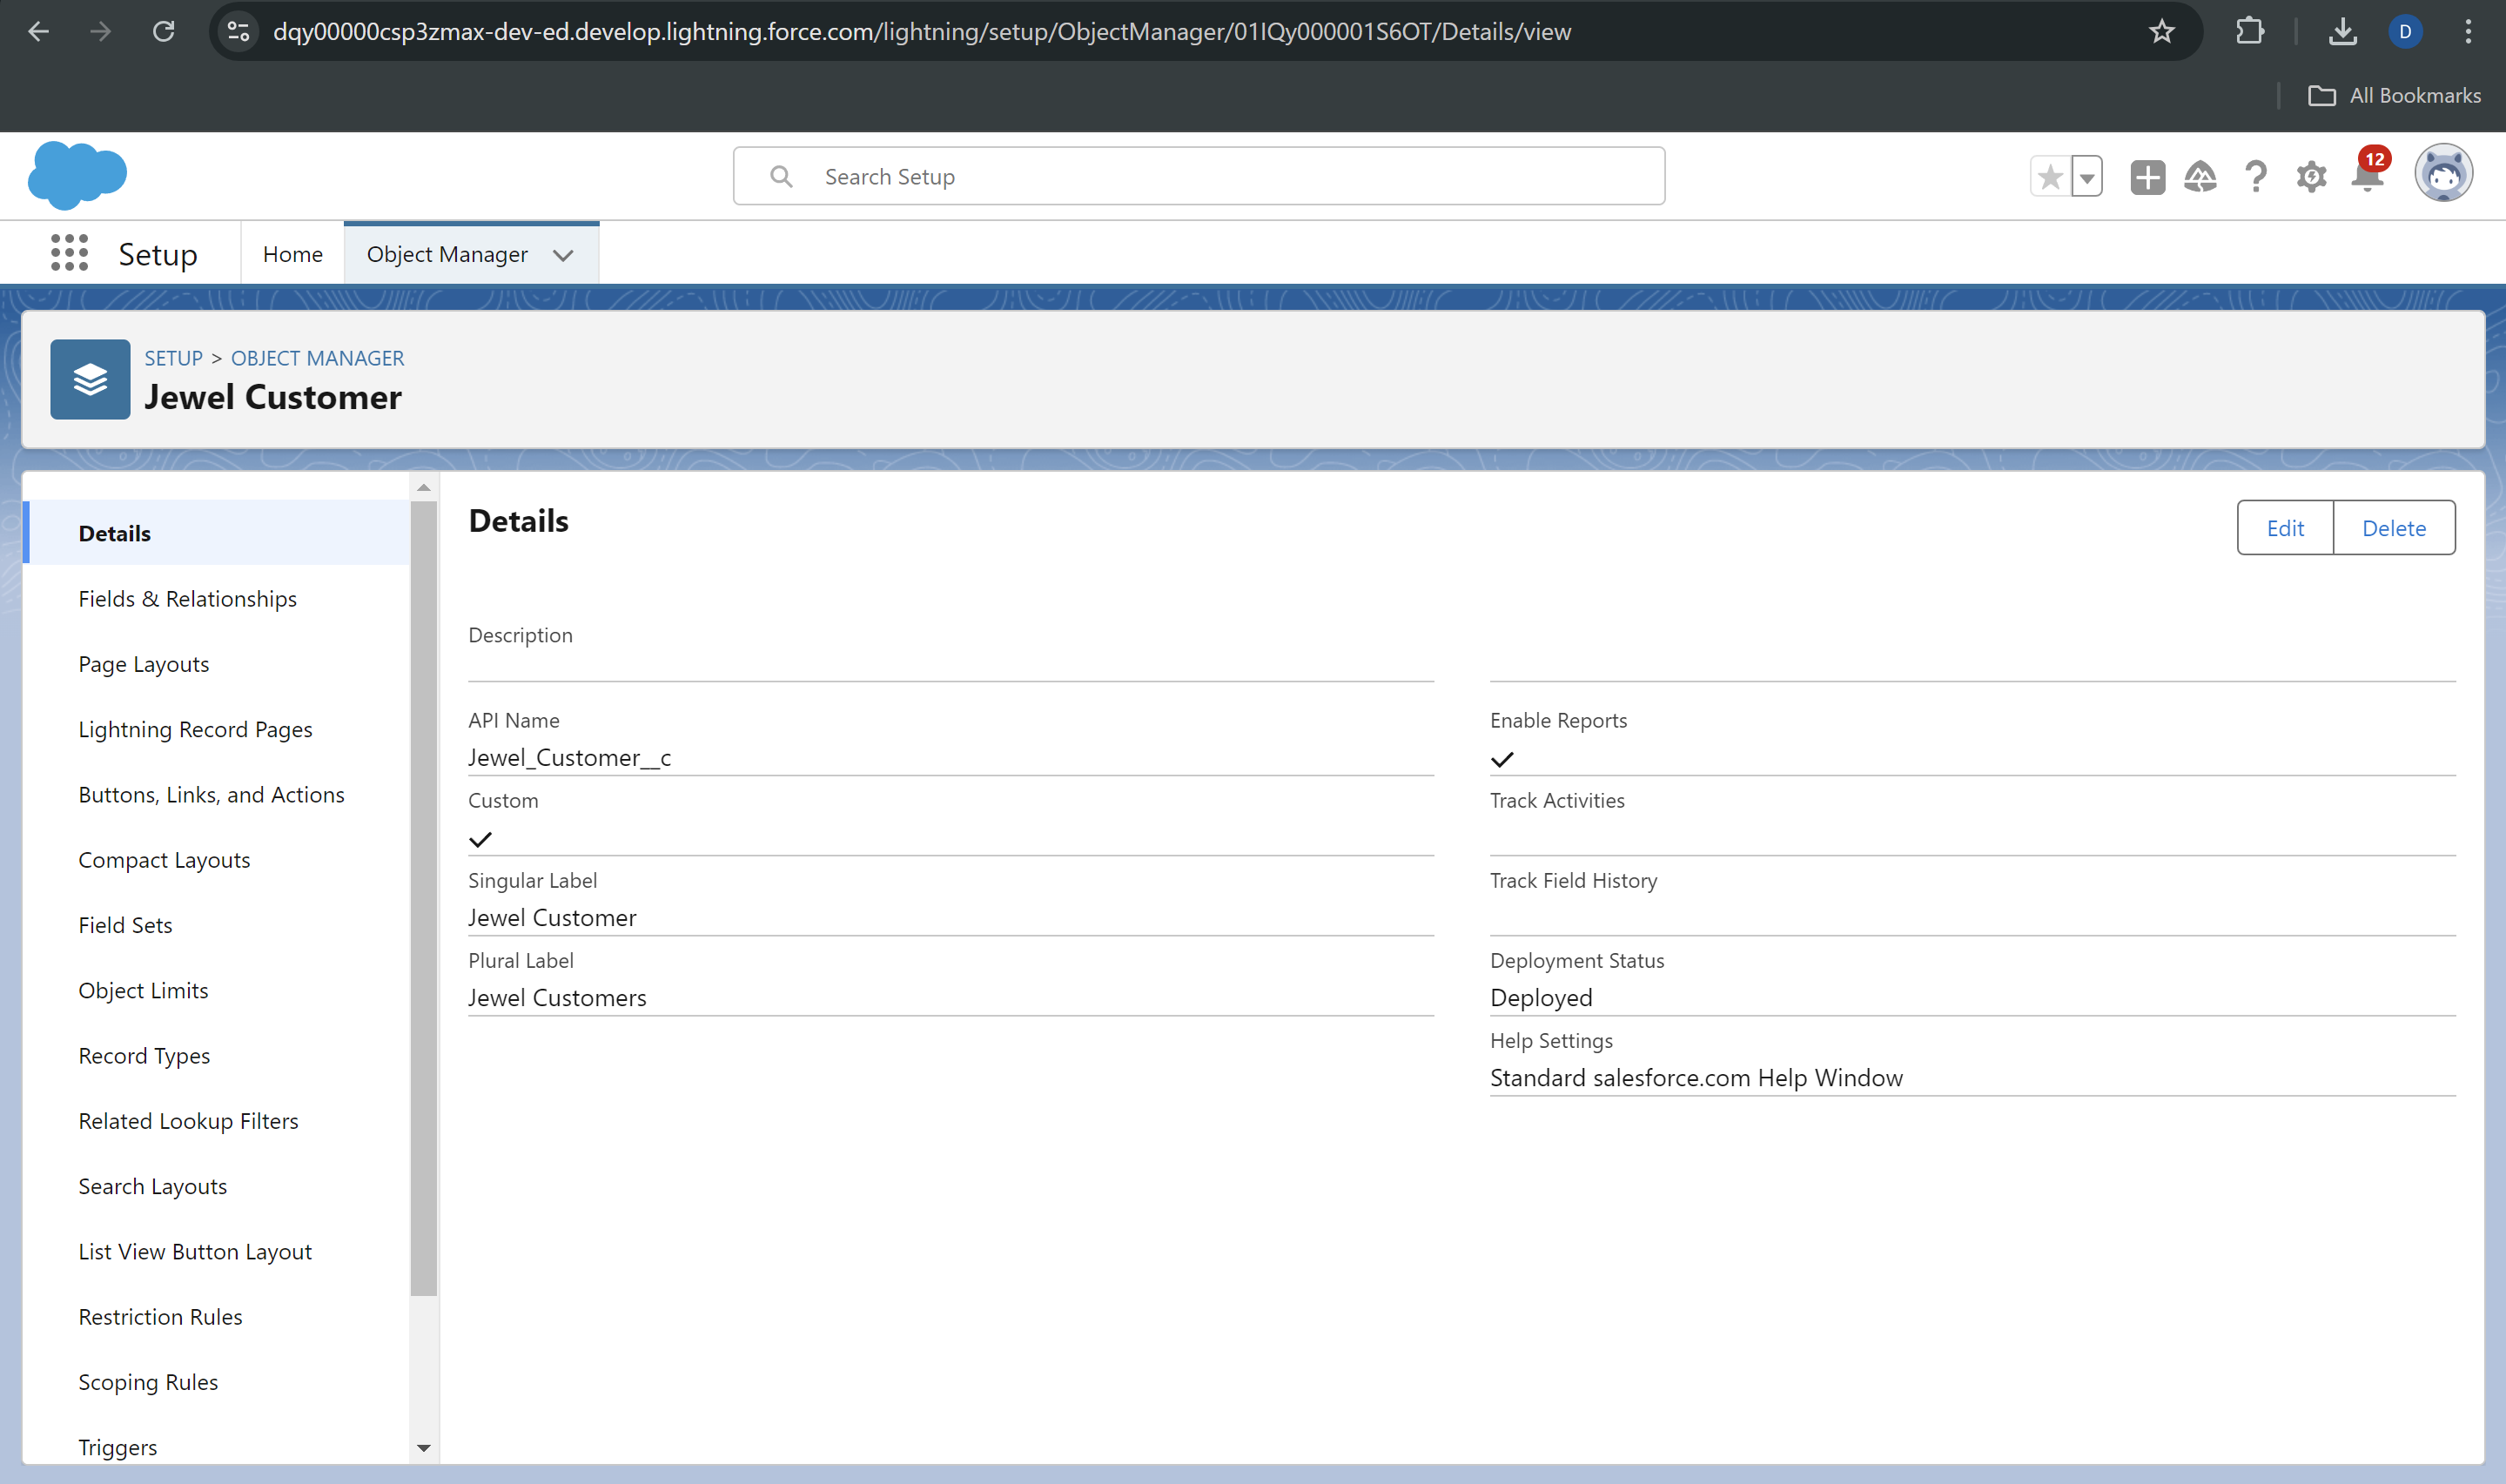 dqy00000csp3zmax-dev-ed.develop.lightning.force.com/lightning/setup/ObjectManager/01IQy000001S6OT/Details/view
D
All Bookmarks
Search Setup
12
Setup
Home
Object Manager
SETUP > OBJECT MANAGER
Jewel Customer
Details
Fields & Relationships
Page Layouts
Lightning Record Pages
Buttons, Links, and Actions
Compact Layouts
Field Sets
Object Limits
Record Types
Related Lookup Filters
Search Layouts
List View Button Layout
Restriction Rules
Scoping Rules
Triggers
Details
Edit
Delete
Description
API Name
Jewel_Customer__c
Custom
Singular Label
Jewel Customer
Plural Label
Jewel Customers
Enable Reports
Track Activities
Track Field History
Deployment Status
Deployed
Help Settings
Standard salesforce.com Help Window